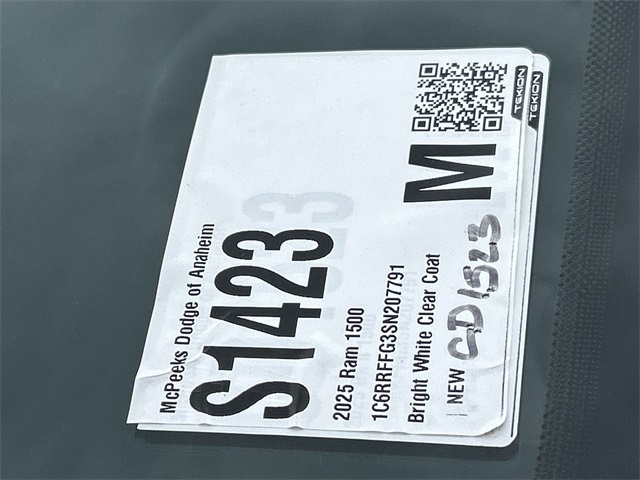 McPeeks Dodge of Anaheim
S1423
2025 Ram 1500
1C6RRFFG3SN207791
Bright White Clear Coat
NEW CD1523
M
TEKION
TEKION